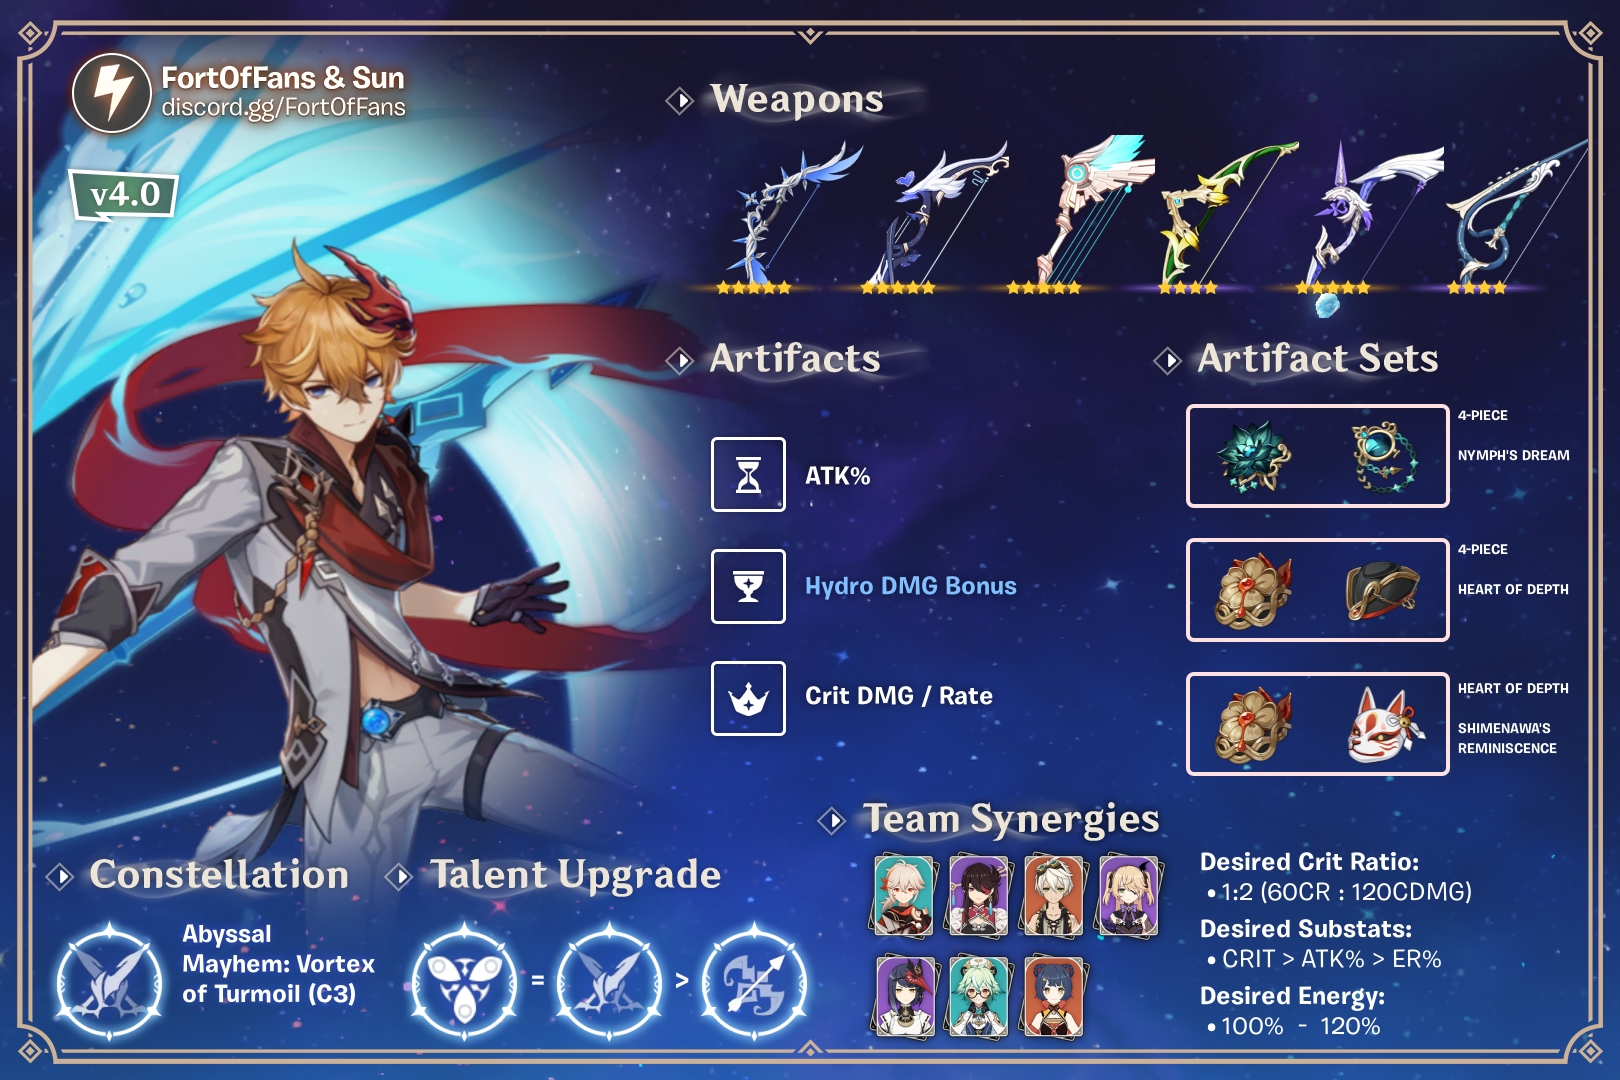 FortOfFans & Sun
discord.gg/FortOfFans
v4.0
Weapons
Artifacts
ATK%
Hydro DMG Bonus
Crit DMG / Rate
Artifact Sets
4-PIECE
NYMPH'S DREAM
4-PIECE
HEART OF DEPTH
HEART OF DEPTH
SHIMENAWA'S
REMINISCENCE
Constellation
Abyssal
Mayhem: Vortex
of Turmoil (C3)
Talent Upgrade
= >
Team Synergies
Desired Crit Ratio:
• 1:2 (60CR : 120CDMG)
Desired Substats:
• CRIT > ATK% > ER%
Desired Energy:
• 100% - 120%